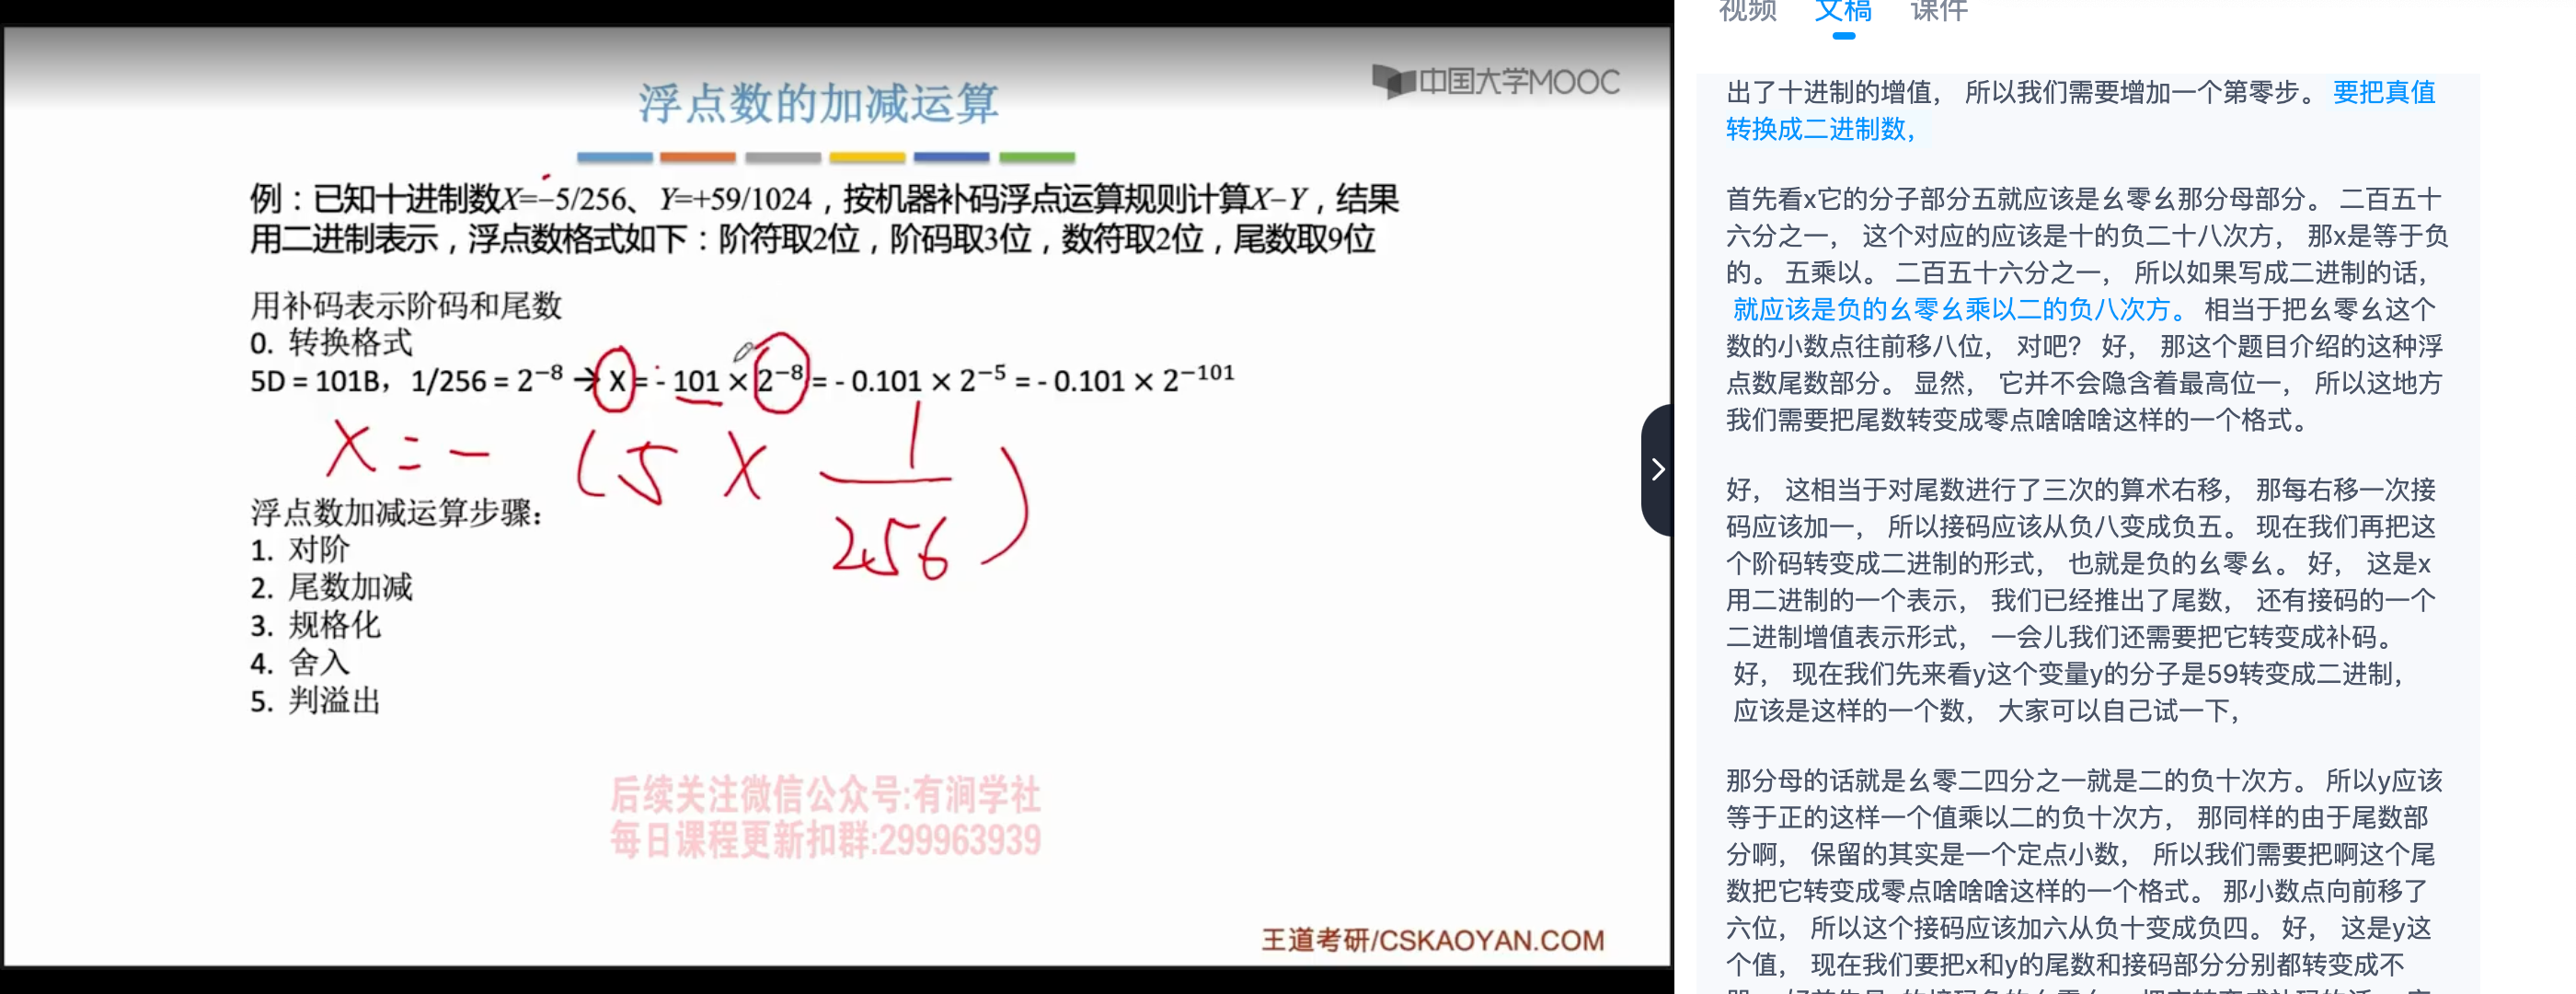 中国大学MOOC
浮点数的加减运算
例：已知十进制数X=−5/256、Y=+59/1024，按机器补码浮点运算规则计算X−Y，结果
用二进制表示，浮点数格式如下：阶符取2位，阶码取3位，数符取2位，尾数取9位
用补码表示阶码和尾数
0. 转换格式
5D = 101B， 1/256 = 2⁻⁸ → X = - 101 × 2⁻⁸ = - 0.101 × 2⁻⁵ = - 0.101 × 2⁻¹⁰¹
X = - (5 × 1/256)
浮点数加减运算步骤：
1. 对阶
2. 尾数加减
3. 规格化
4. 舍入
5. 判溢出
后续关注微信公众号:有涧学社
每日课程更新扣群:299963939
王道考研/CSKAOYAN.COM
视频 文稿 课件
出了十进制的增值， 所以我们需要增加一个第零步。 要把真值
转换成二进制数，
首先看x它的分子部分五就应该是幺零幺那分母部分。 二百五十
六分之一， 这个对应的应该是十的负二十八次方， 那x是等于负
的。 五乘以。 二百五十六分之一， 所以如果写成二进制的话，
就应该是负的幺零幺乘以二的负八次方。 相当于把幺零幺这个
数的小数点往前移八位， 对吧? 好， 那这个题目介绍的这种浮
点数尾数部分。 显然， 它并不会隐含着最高位一， 所以这地方
我们需要把尾数转变成零点啥啥啥这样的一个格式。
好， 这相当于对尾数进行了三次的算术右移， 那每右移一次接
码应该加一， 所以接码应该从负八变成负五。 现在我们再把这
个阶码转变成二进制的形式， 也就是负的幺零幺。 好， 这是x
用二进制的一个表示， 我们已经推出了尾数， 还有接码的一个
二进制增值表示形式， 一会儿我们还需要把它转变成补码。
好， 现在我们先来看y这个变量y的分子是59转变成二进制，
应该是这样的一个数， 大家可以自己试一下，
那分母的话就是幺零二四分之一就是二的负十次方。 所以y应该
等于正的这样一个值乘以二的负十次方， 那同样的由于尾数部
分啊， 保留的其实是一个定点小数， 所以我们需要把啊这个尾
数把它转变成零点啥啥啥这样的一个格式。 那小数点向前移了
六位， 所以这个接码应该加六从负十变成负四。 好， 这是y这
个值， 现在我们要把x和y的尾数和接码部分分别都转变成不